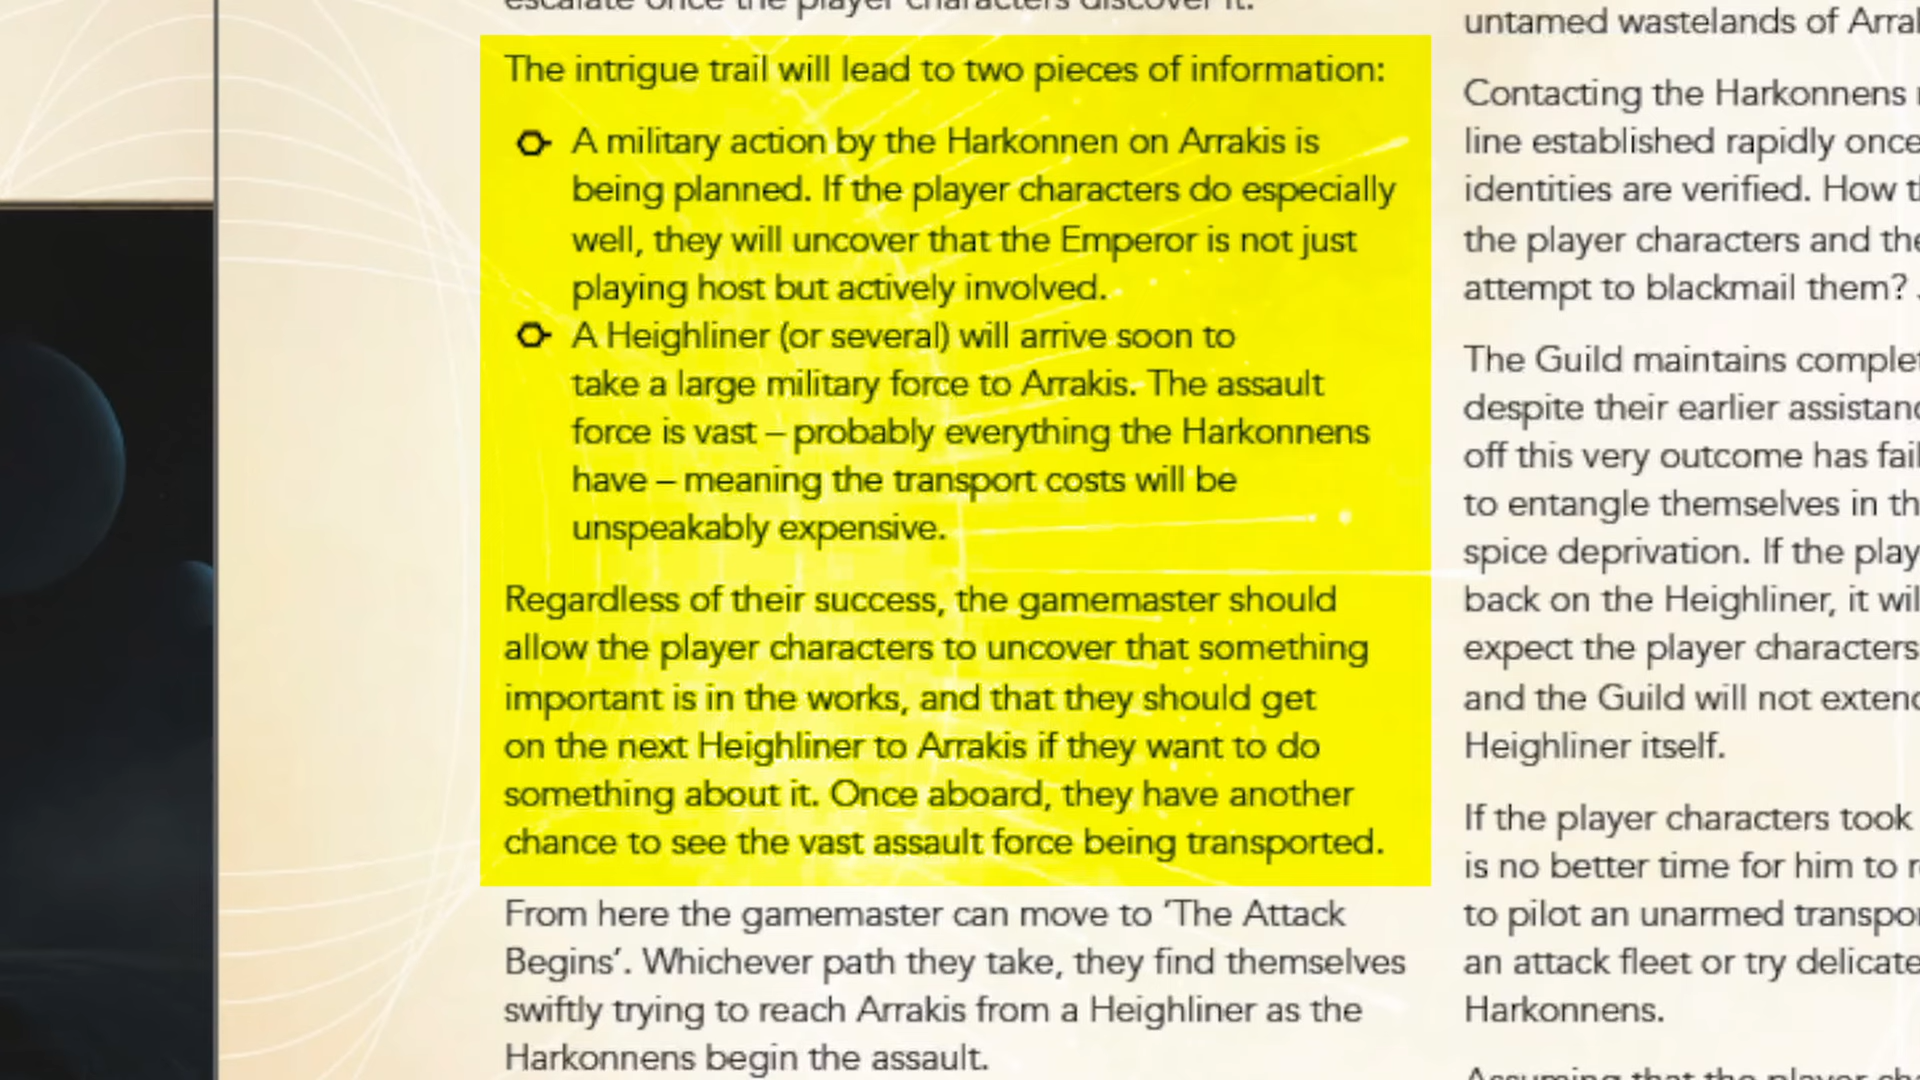 escalate once the player characters discover it.
The intrigue trail will lead to two pieces of information:
A military action by the Harkonnen on Arrakis is
being planned. If the player characters do especially
well, they will uncover that the Emperor is not just
playing host but actively involved.
A Heighliner (or several) will arrive soon to
take a large military force to Arrakis. The assault
force is vast – probably everything the Harkonnens
have – meaning the transport costs will be
unspeakably expensive.
Regardless of their success, the gamemaster should
allow the player characters to uncover that something
important is in the works, and that they should get
on the next Heighliner to Arrakis if they want to do
something about it. Once aboard, they have another
chance to see the vast assault force being transported.
From here the gamemaster can move to ‘The Attack
Begins’. Whichever path they take, they find themselves
swiftly trying to reach Arrakis from a Heighliner as the
Harkonnens begin the assault.
untamed wastelands of
Contacting the Harkonnens
line established rapidly once
identities are verified. How
the player characters and
attempt to blackmail them?
The Guild maintains
despite their earlier
off this very outcome has
to entangle themselves in
spice deprivation. If the
back on the Heighliner, it
expect the player characters
and the Guild will not
Heighliner itself.
If the player characters took
is no better time for him to
to pilot an unarmed
an attack fleet or try
Harkonnens.
Assuming that the player